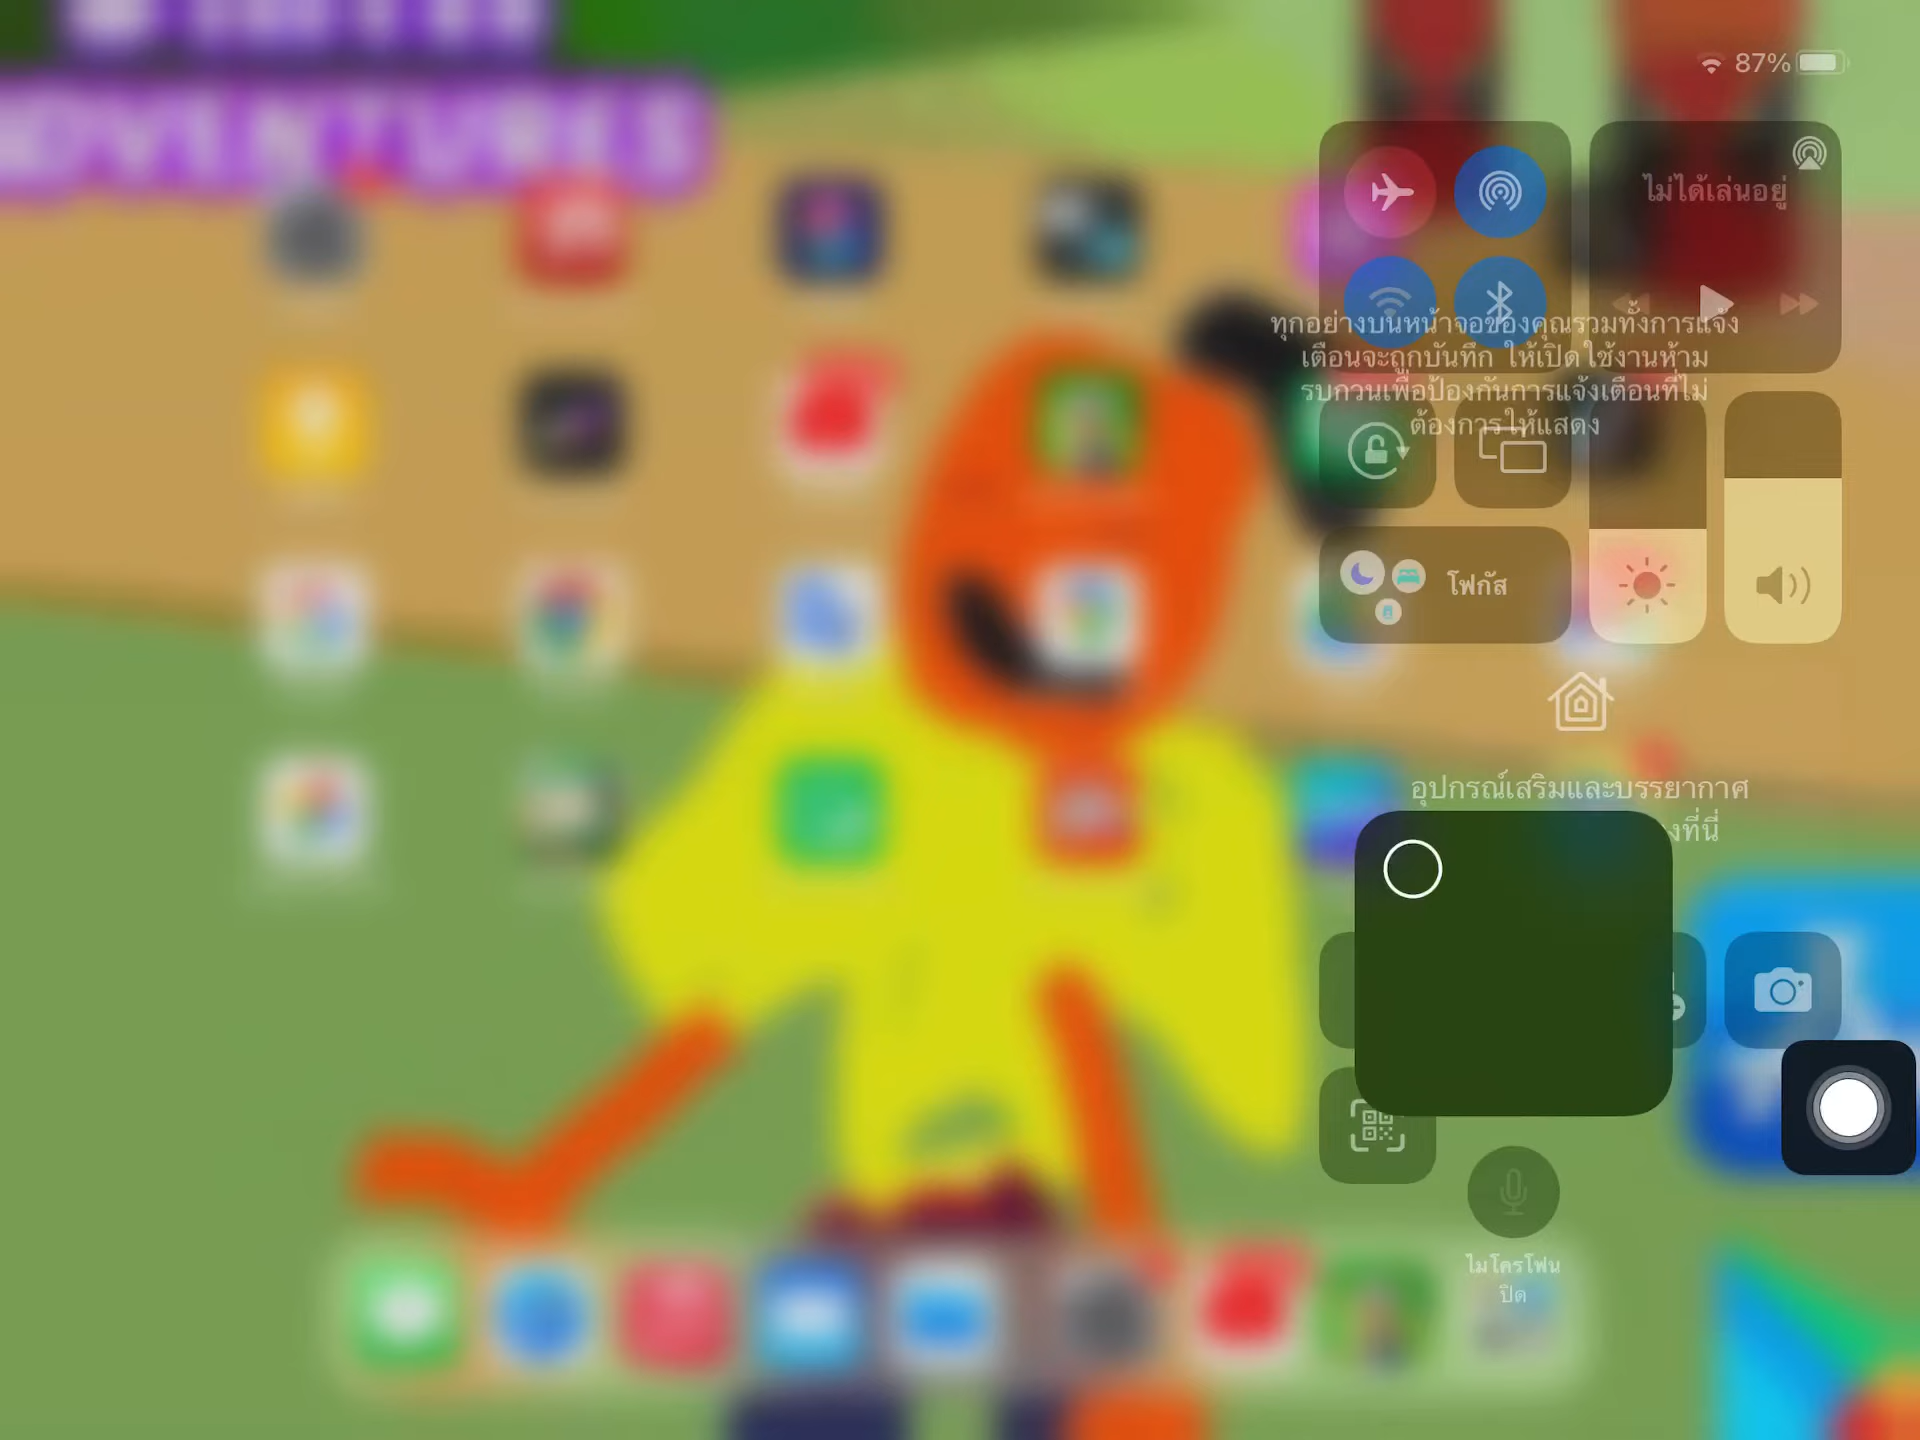 ADVENTURES
87%
ไม่ได้เล่นอยู่
ทุกอย่างบนหน้าจอของคุณรวมทั้งการแจ้ง
เตือนจะถูกบันทึก ให้เปิดใช้งานห้าม
รบกวนเพื่อป้องกันการแจ้งเตือนที่ไม่
ต้องการให้แสดง
โฟกัส
อุปกรณ์เสริมและบรรยากาศ
งที่นี่
ไมโครโฟน
ปิด